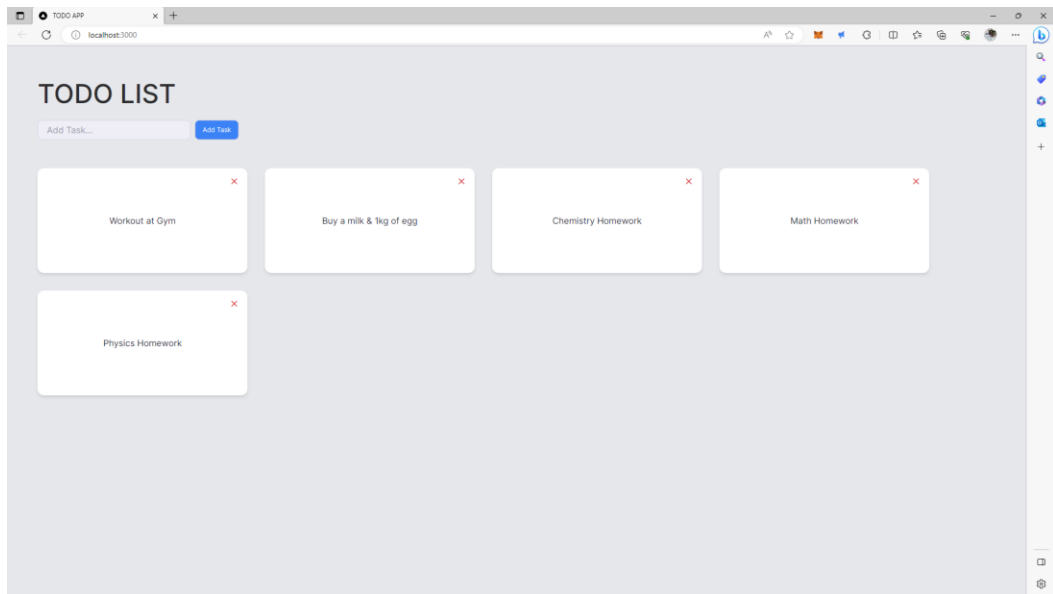 TODO APP
localhost:3000
TODO LIST
Add Task...
Add Task
Workout at Gym
Buy a milk & 1kg of egg
Chemistry Homework
Math Homework
Physics Homework